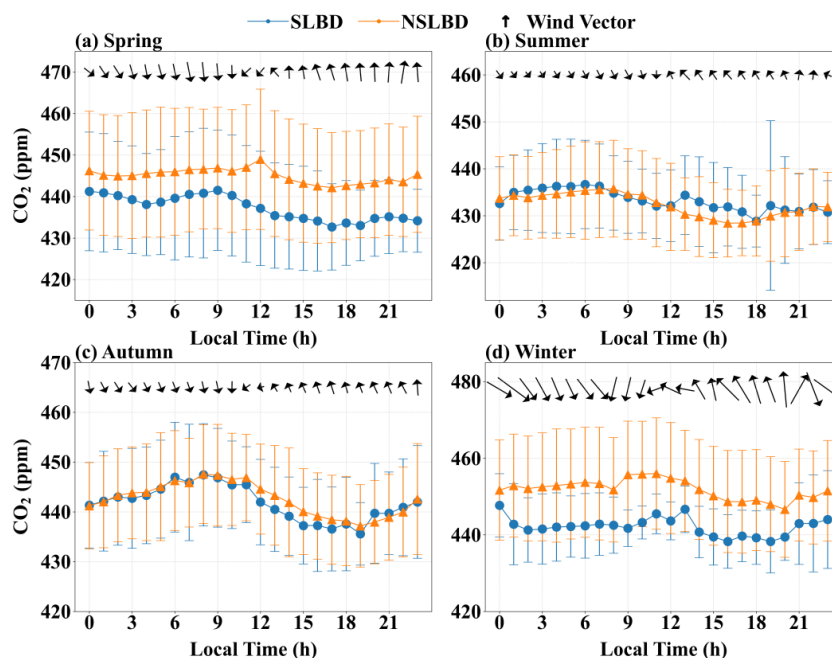 SLBD NSLBD Wind Vector
(a) Spring
(b) Summer
470
460
450
440
430
420
CO₂ (ppm)
0 3 6 9 12 15 18 21
Local Time (h)
460
450
440
430
420
0 3 6 9 12 15 18 21
Local Time (h)
(c) Autumn
(d) Winter
470
460
450
440
430
420
CO₂ (ppm)
0 3 6 9 12 15 18 21
Local Time (h)
480
460
440
420
0 3 6 9 12 15 18 21
Local Time (h)